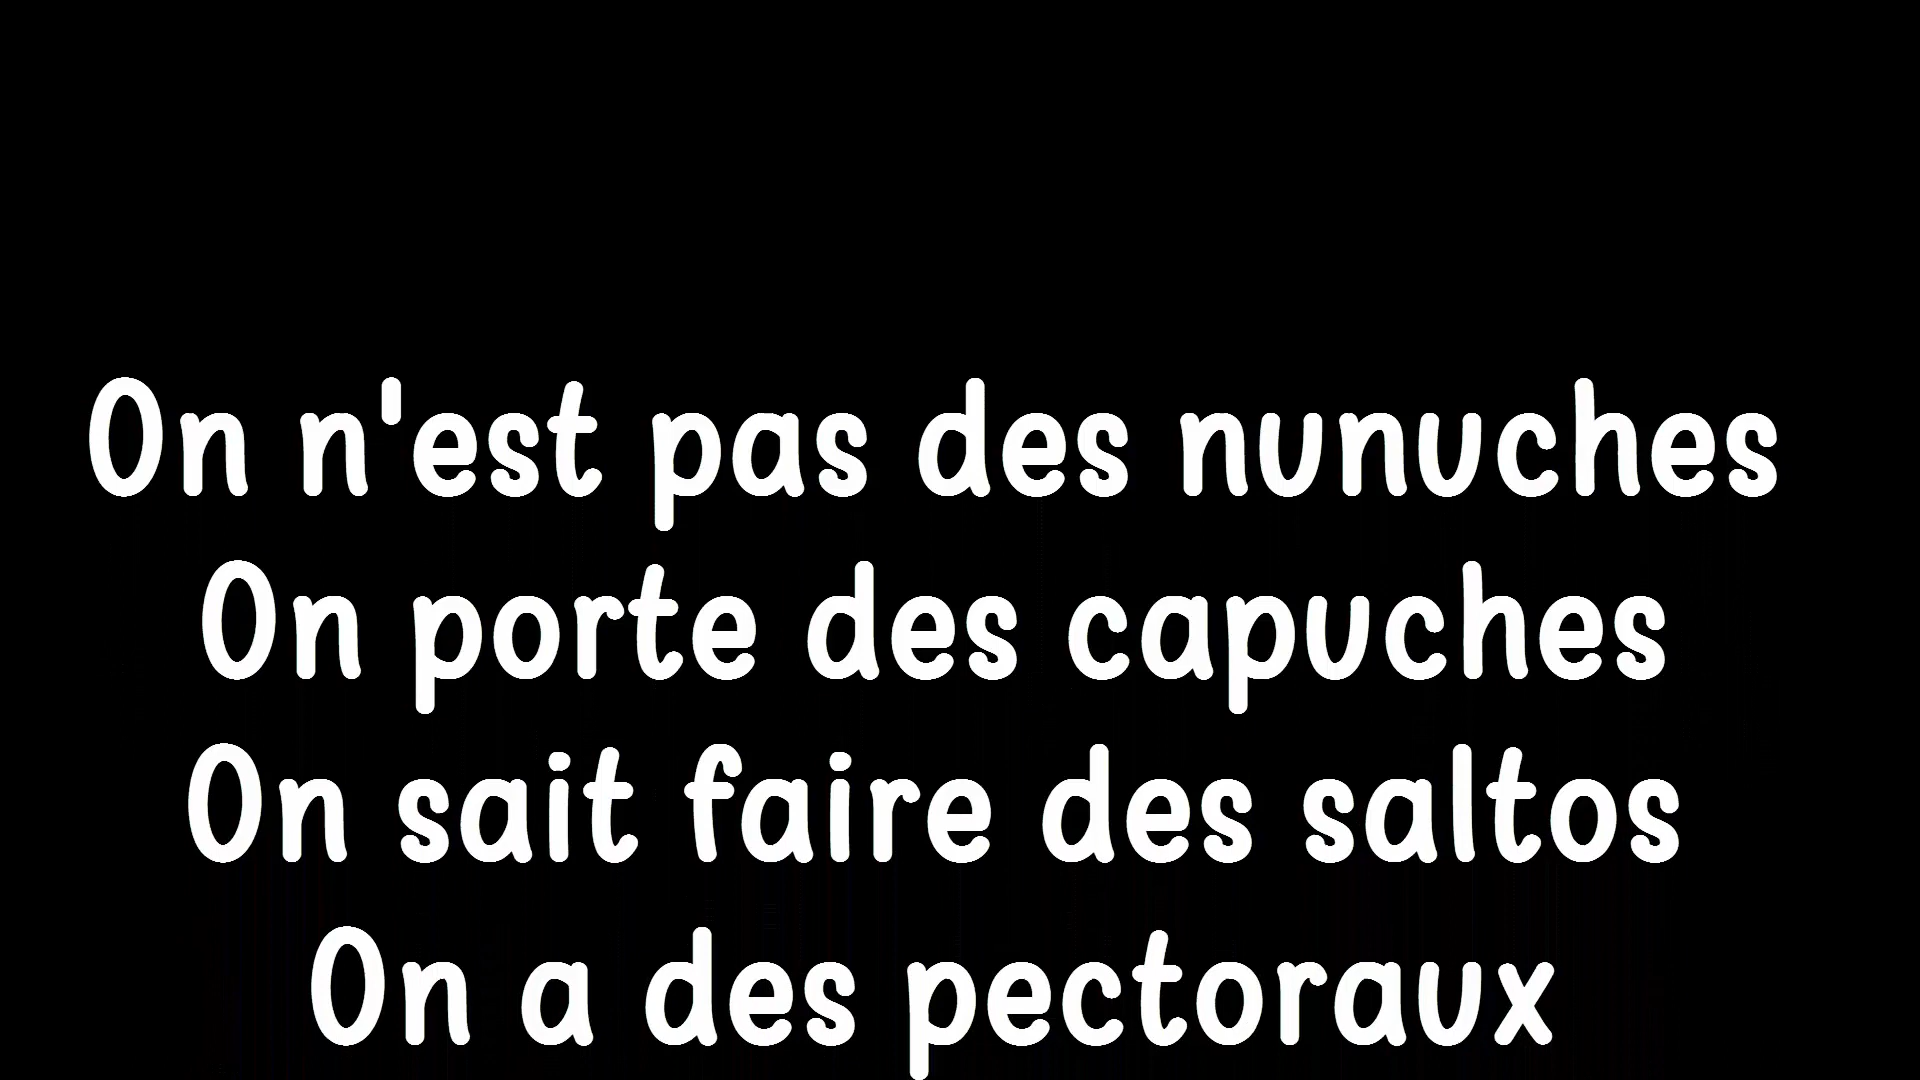 On n'est pas des nunuches
On porte des capuches
On sait faire des saltos
On a des pectoraux